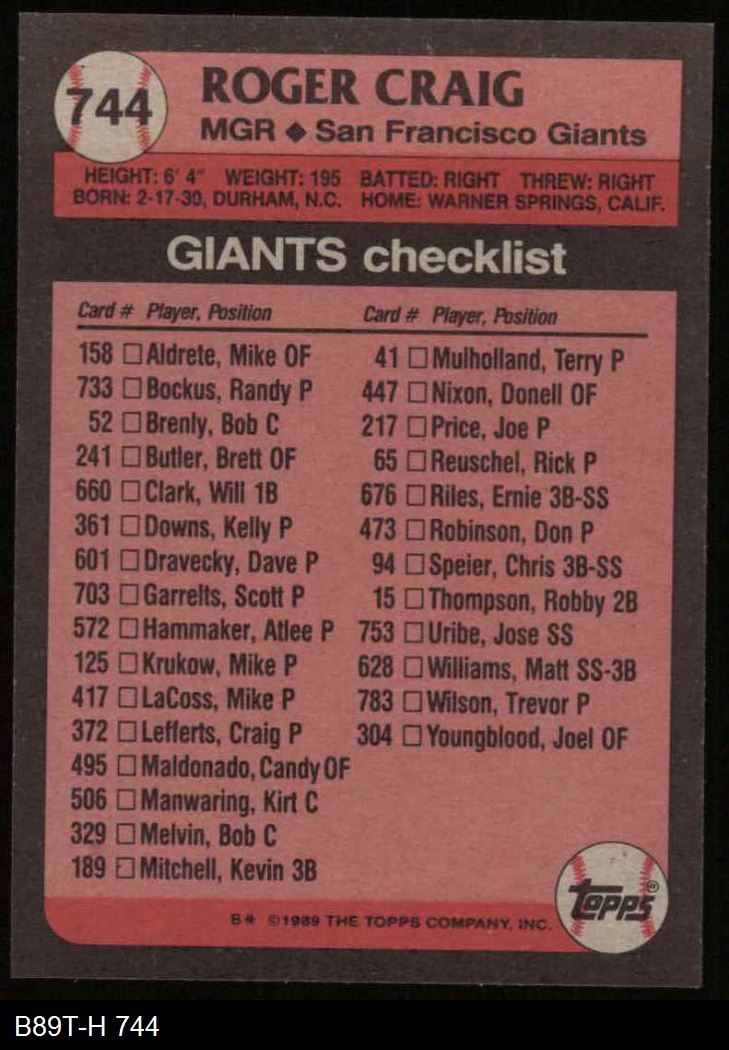 744
ROGER CRAIG
MGR ◆ San Francisco Giants
HEIGHT: 6' 4" WEIGHT: 195 BATTED: RIGHT THREW: RIGHT
BORN: 2-17-30, DURHAM, N.C. HOME: WARNER SPRINGS, CALIF.
GIANTS checklist
Card # Player, Position
158 □ Aldrete, Mike OF
733 □ Bockus, Randy P
52 □ Brenly, Bob C
241 □ Butler, Brett OF
660 □ Clark, Will 1B
361 □ Downs, Kelly P
601 □ Dravecky, Dave P
703 □ Garrelts, Scott P
572 □ Hammaker, Atlee P
125 □ Krukow, Mike P
417 □ LaCoss, Mike P
372 □ Lefferts, Craig P
495 □ Maldonado, Candy OF
506 □ Manwaring, Kirt C
329 □ Melvin, Bob C
189 □ Mitchell, Kevin 3B
Card # Player, Position
41 □ Mulholland, Terry P
447 □ Nixon, Donell OF
217 □ Price, Joe P
65 □ Reuschel, Rick P
676 □ Riles, Ernie 3B-SS
473 □ Robinson, Don P
94 □ Speier, Chris 3B-SS
15 □ Thompson, Robby 2B
753 □ Uribe, Jose SS
628 □ Williams, Matt SS-3B
783 □ Wilson, Trevor P
304 □ Youngblood, Joel OF
B* ©1989 THE TOPPS COMPANY, INC.
TOPPS®
B89T-H 744